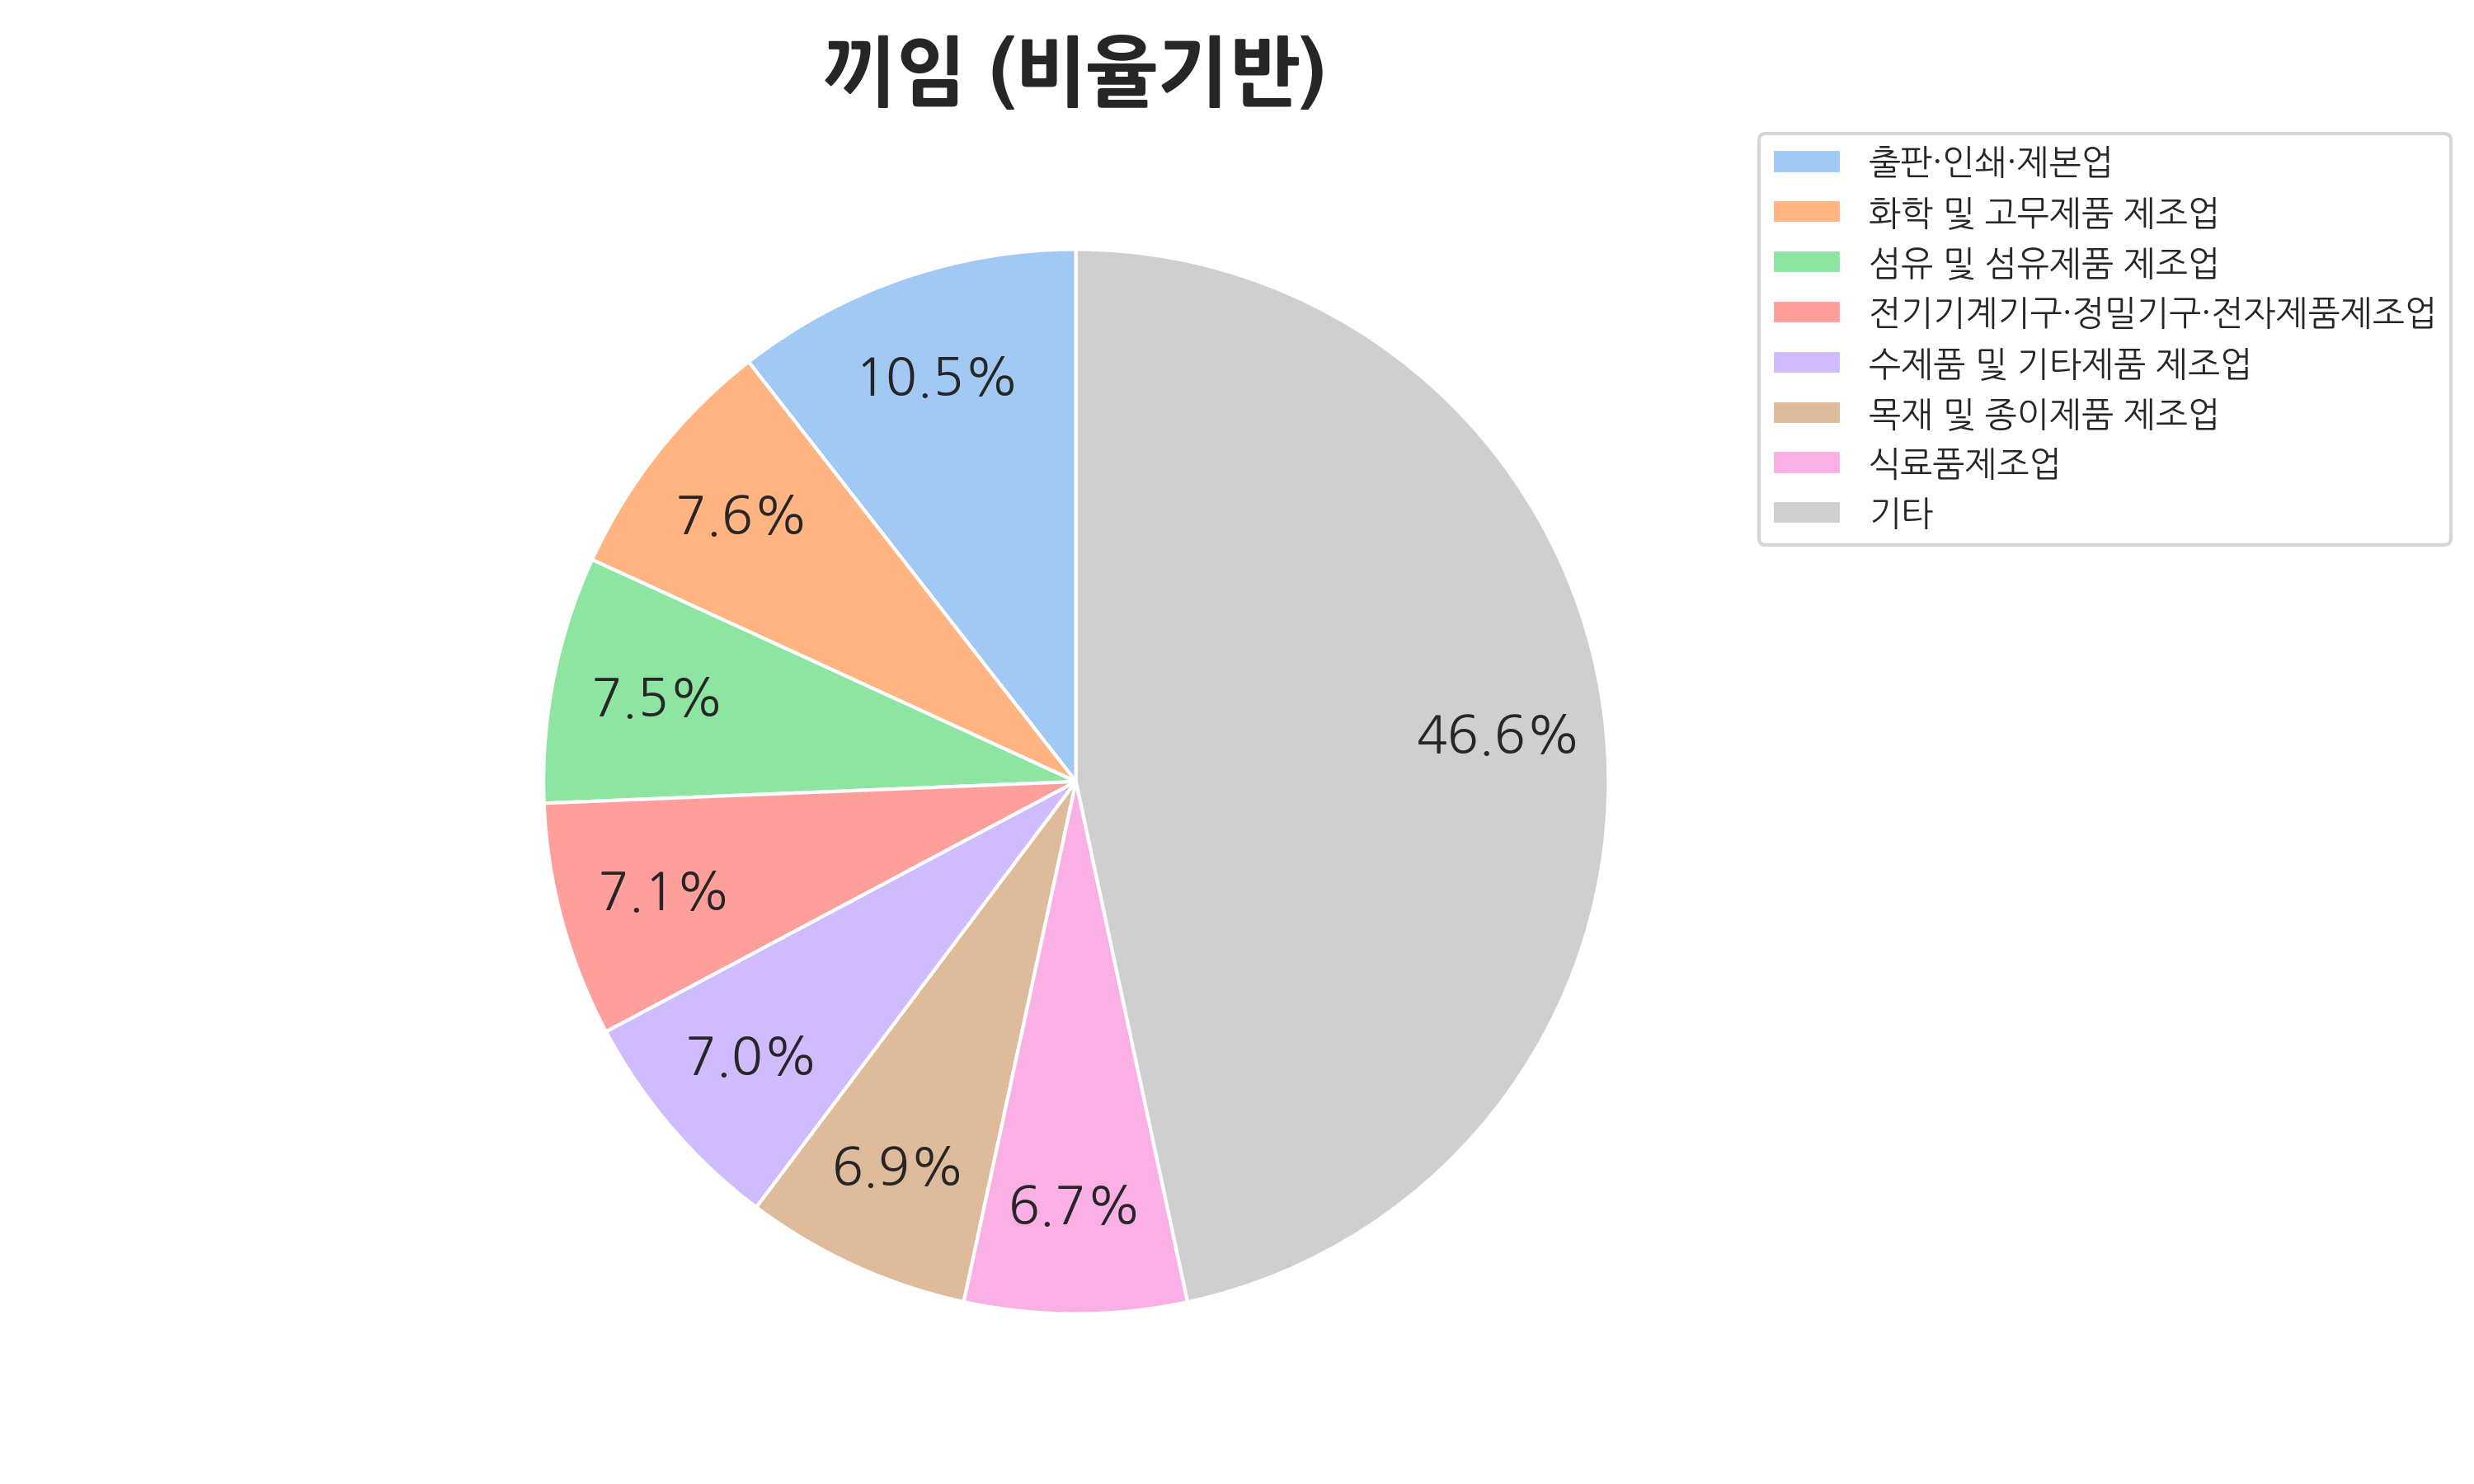 끼임 (비율기반)
출판·인쇄·제본업
화학 및 고무제품 제조업
섬유 및 섬유제품 제조업
전기기계기구·정밀기구·전자제품제조업
수제품 및 기타제품 제조업
목재 및 종이제품 제조업
식료품제조업
기타
10.5%
7.6%
7.5%
46.6%
7.1%
7.0%
6.9%
6.7%